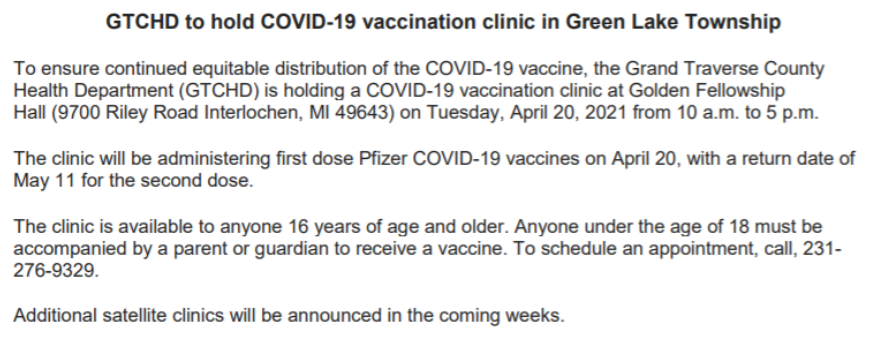 GTCHD to hold COVID-19 vaccination clinic in Green Lake Township
To ensure continued equitable distribution of the COVID-19 vaccine, the Grand Traverse County
Health Department (GTCHD) is holding a COVID-19 vaccination clinic at Golden Fellowship
Hall (9700 Riley Road Interlochen, MI 49643) on Tuesday, April 20, 2021 from 10 a.m. to 5 p.m.
The clinic will be administering first dose Pfizer COVID-19 vaccines on April 20, with a return date of
May 11 for the second dose.
The clinic is available to anyone 16 years of age and older. Anyone under the age of 18 must be
accompanied by a parent or guardian to receive a vaccine. To schedule an appointment, call, 231-
276-9329.
Additional satellite clinics will be announced in the coming weeks.